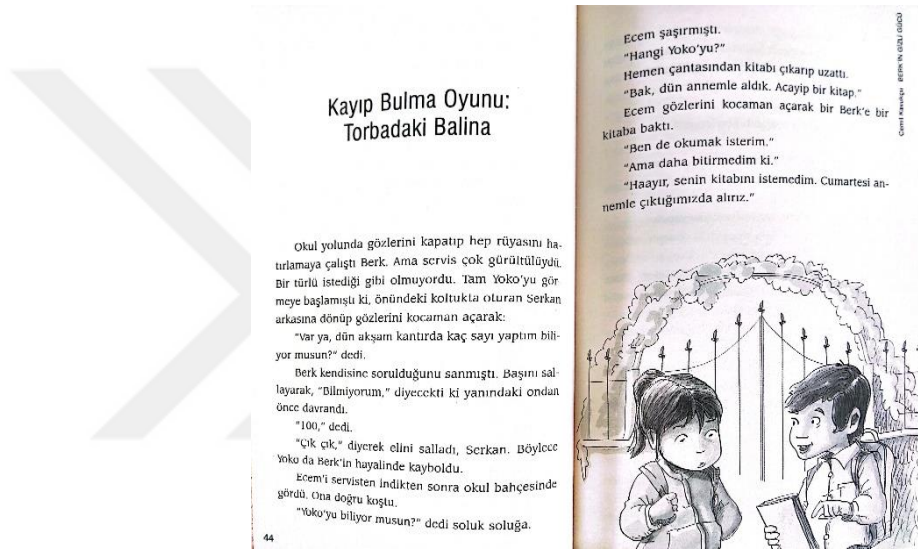 Kayıp Bulma Oyunu:
Torbadaki Balina
Okul yolunda gözlerini kapatıp hep rüyasını ha-
tırlamaya çalıştı Berk. Ama servis çok gürültülüydü.
Bir türlü istediği gibi olmuyordu. Tam Yoko'yu gör-
meye başlamıştı ki, önündeki koltukta oturan Serkan
arkasına dönüp gözlerini kocaman açarak:
"Var ya, dün akşam kantırda kaç sayı yaptım bili-
yor musun?" dedi.
Berk kendisine sorulduğunu sanmıştı. Başını sal-
layarak, "Bilmiyorum," diyecekti ki yanındaki ondan
önce davrandı.
"100," dedi.
"Çık çık," diyerek elini salladı, Serkan. Böylece
Yoko da Berk'in hayalinde kayboldu.
Ecem'i servisten indikten sonra okul bahçesinde
gördü. Ona doğru koştu.
"Yoko'yu biliyor musun?" dedi soluk soluğa.
44
Ecem şaşırmıştı.
"Hangi Yoko'yu?"
Hemen çantasından kitabı çıkarıp uzattı.
"Bak, dün annemle aldık. Acayip bir kitap."
Ecem gözlerini kocaman açarak bir Berk'e bir
kitaba baktı.
"Ben de okumak isterim."
"Ama daha bitirmedim ki."
"Haayır, senin kitabını istemedim. Cumartesi an-
nemle çıktığımızda alırız."
Cemil Kavukçu BERK'İN GİZLİ GÜCÜ